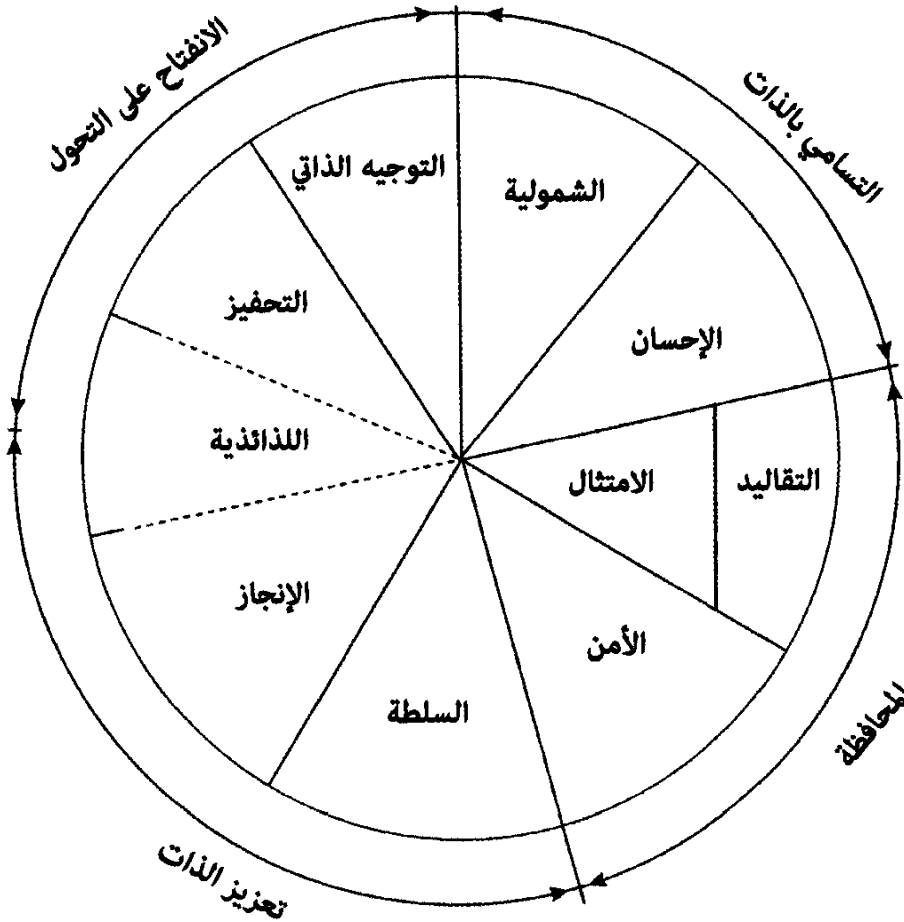 الانفتاح على التحول
التسامي بالذات
التوجيه الذاتي
الشمولية
التحفيز
الإحسان
اللذائذية
الامتثال
التقاليد
الإنجاز
الأمن
السلطة
المحافظة
تعزيز الذات